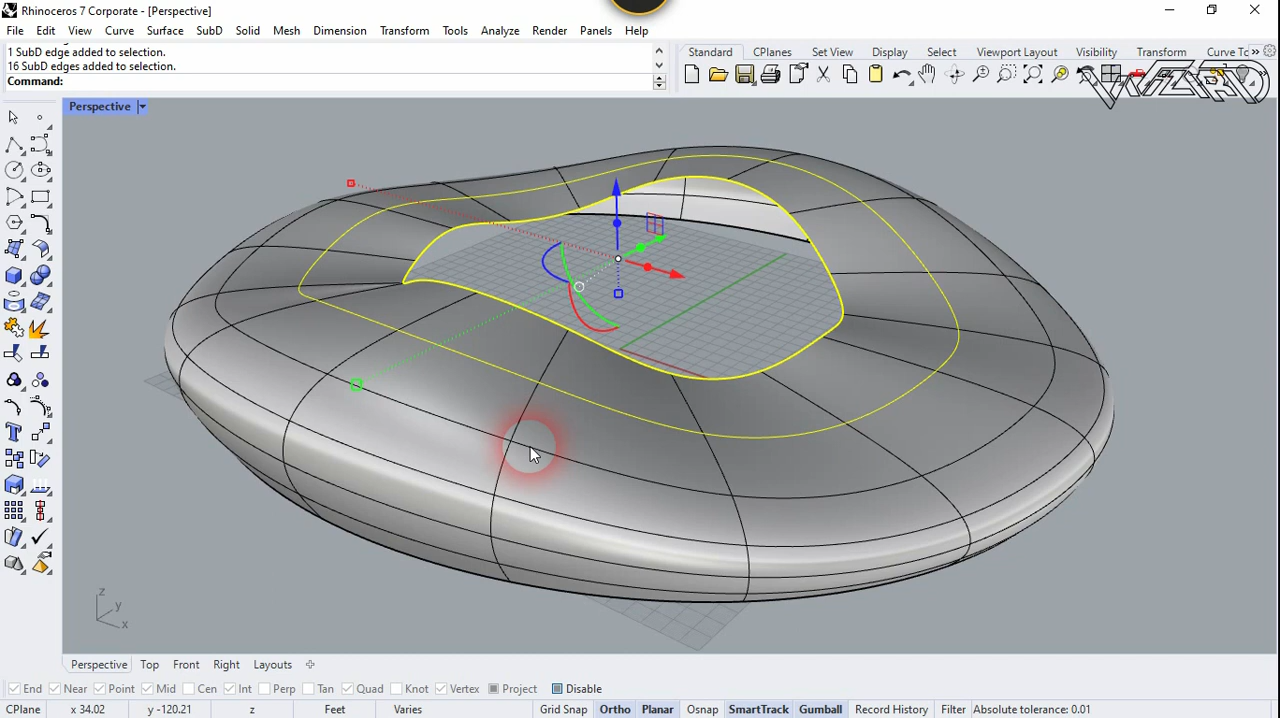 Rhinoceros 7 Corporate - [Perspective]
File Edit View Curve Surface SubD Solid Mesh Dimension Transform Tools Analyze Render Panels Help
1 SubD edge added to selection.
16 SubD edges added to selection.
Command:
Standard CPlanes Set View Display Select Viewport Layout Visibility Transform Curve To
WIZARD
Perspective
z
y
x
Perspective Top Front Right Layouts
End Near Point Mid Cen Int Perp Tan Quad Knot Vertex Project Disable
CPlane x 34.02 y -120.21 z Feet Varies Grid Snap Ortho Planar Osnap SmartTrack Gumball Record History Filter Absolute tolerance: 0.01